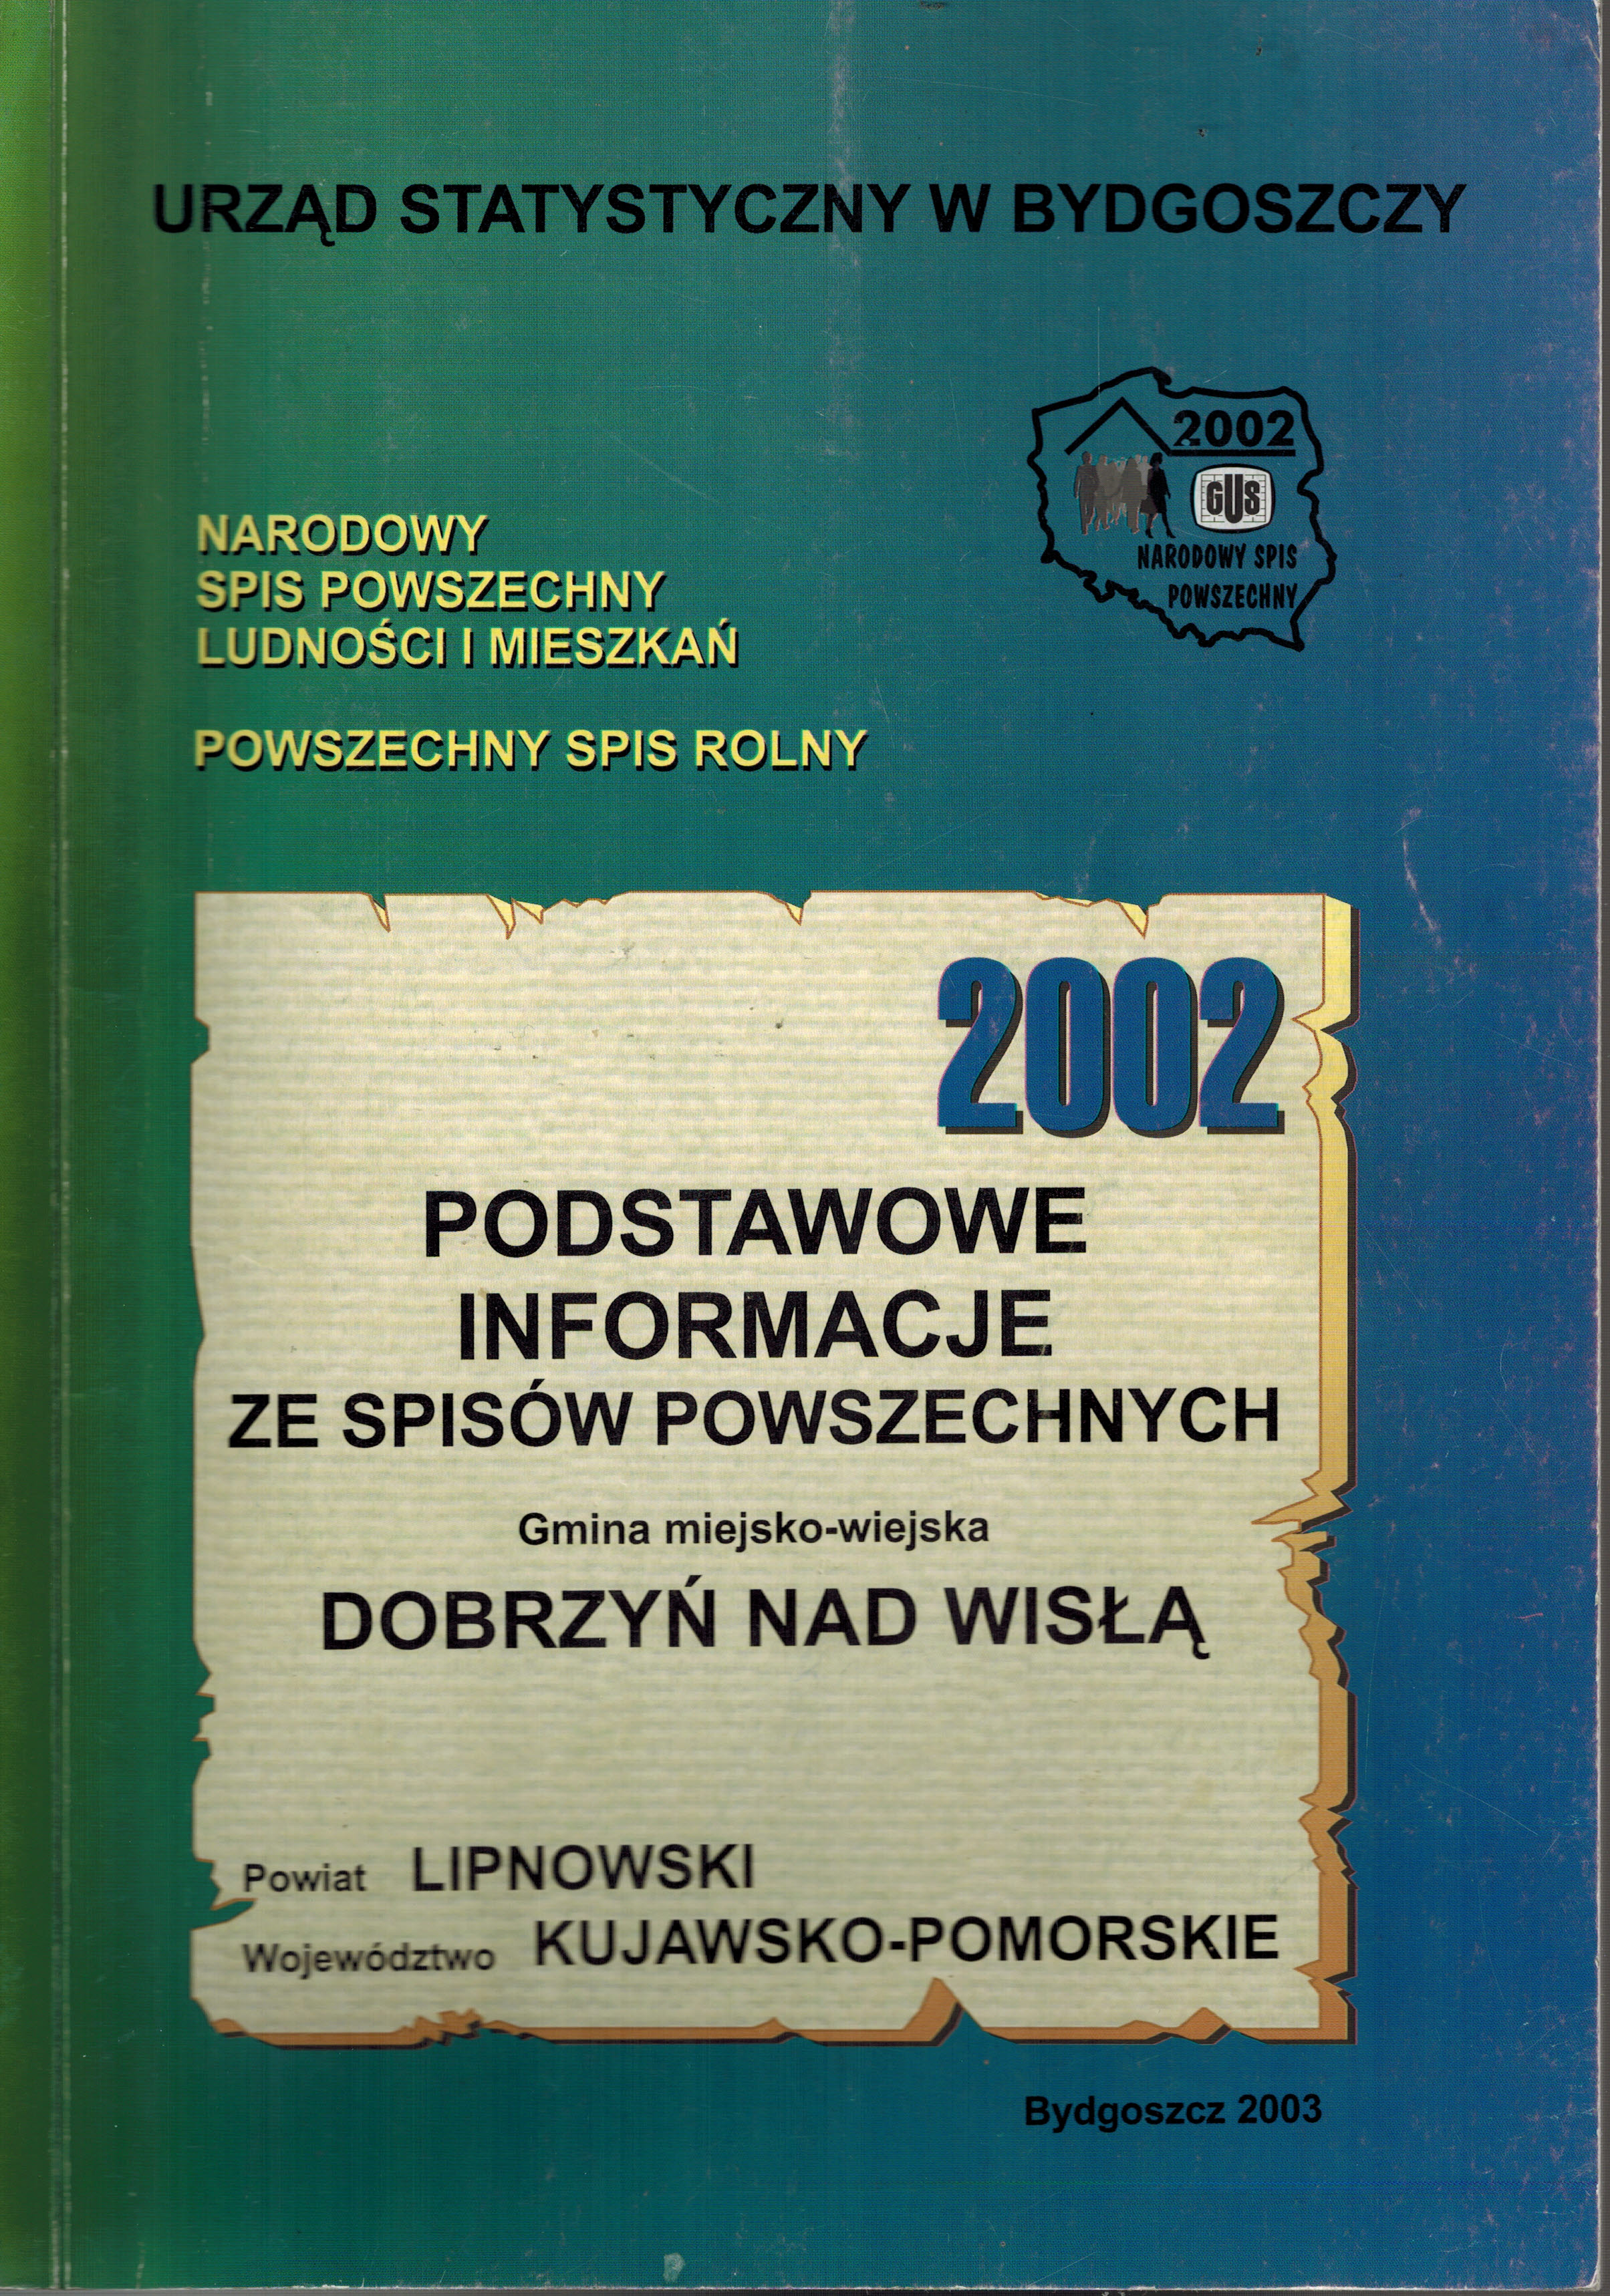 URZĄD STATYSTYCZNY W BYDGOSZCZY
2002
GUS
NARODOWY SPIS
POWSZECHNY
NARODOWY
SPIS POWSZECHNY
LUDNOŚCI I MIESZKAŃ
POWSZECHNY SPIS ROLNY
2002
PODSTAWOWE
INFORMACJE
ZE SPISÓW POWSZECHNYCH
Gmina miejsko-wiejska
DOBRZYŃ NAD WISŁĄ
Powiat LIPNOWSKI
Województwo KUJAWSKO-POMORSKIE
Bydgoszcz 2003